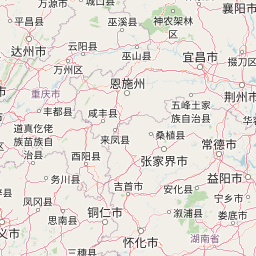 平昌县
万源市
城口县
巫溪县
神农架林
区
襄阳市
达州市
云阳县
巫山县
宜昌市
万州区
掇刀区
恩施州
重庆市
荆州市
丰都县
咸丰县
五峰土家
族自治县
道真仡佬
族苗族自
治县
来凤县
桑植县
常德市
酉阳县
张家界市
务川县
益阳市
吉首市
安化县
凤冈县
宁乡市
思南县
铜仁市
溆浦县
娄底市
怀化市
三穗县
湖南省